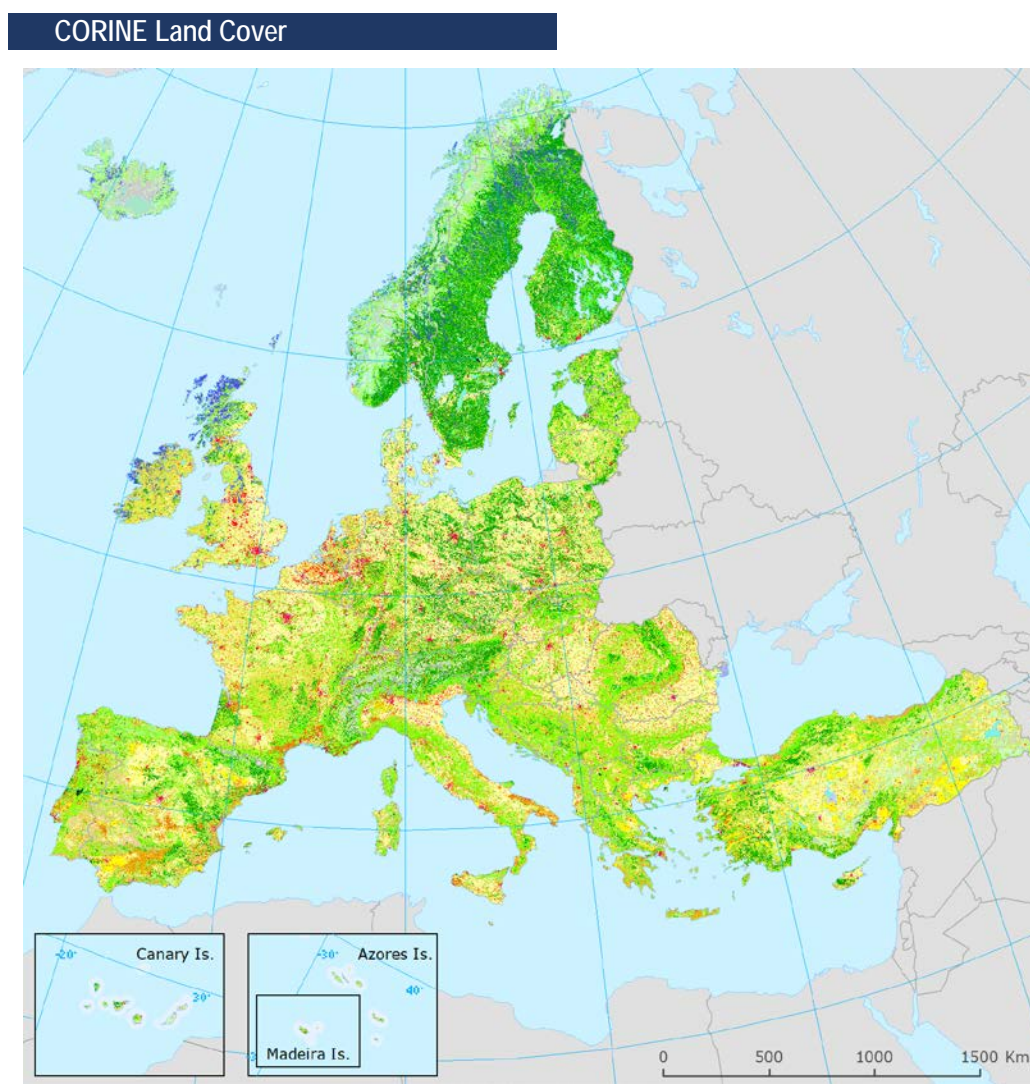 CORINE Land Cover
-20°
Canary Is.
30°
-30°
Azores Is.
40°
Madeira Is.
0 500 1000 1500 Km